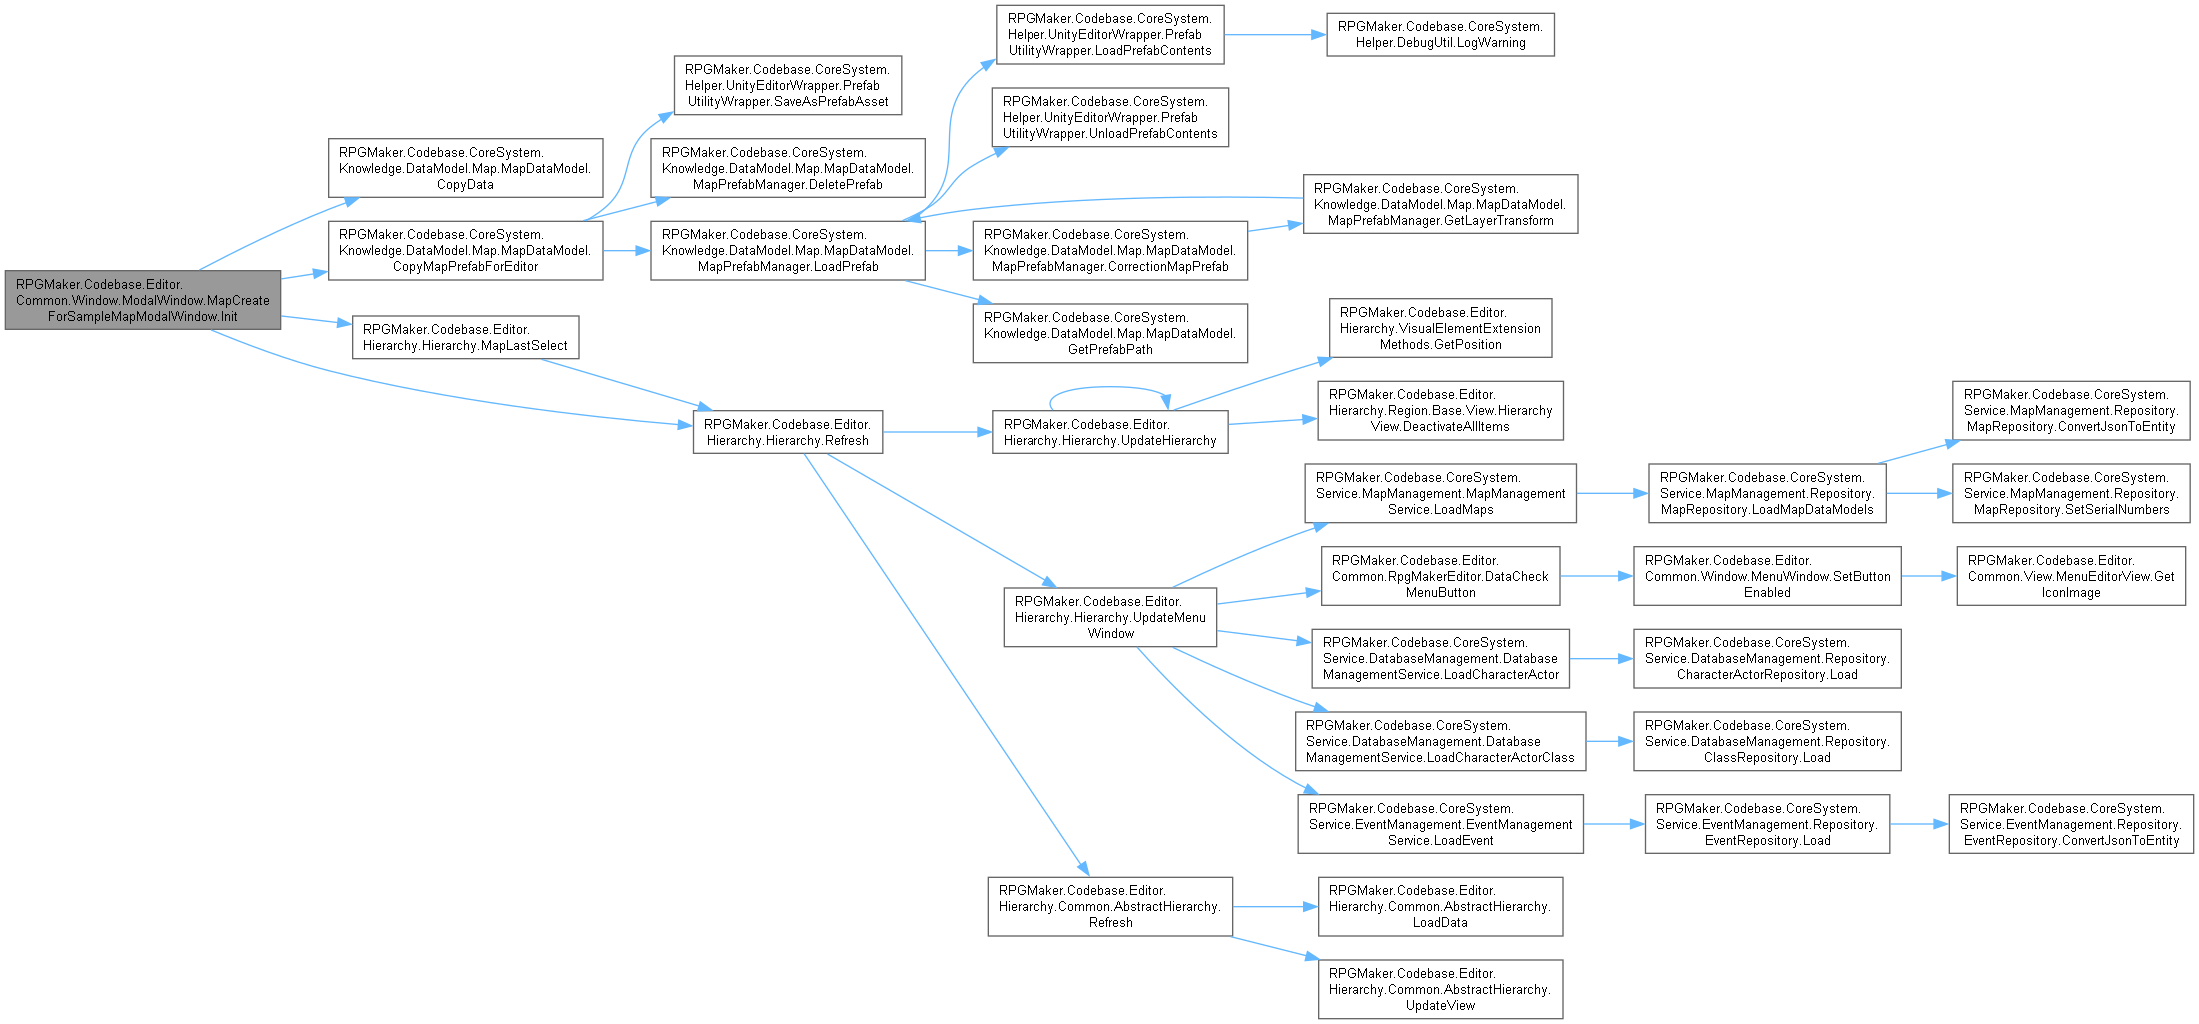 RPGMaker.Codebase.Editor.
Common.Window.ModalWindow.MapCreate
ForSampleMapModalWindow.Init
RPGMaker.Codebase.CoreSystem.
Knowledge.DataModel.Map.MapDataModel.
CopyData
RPGMaker.Codebase.CoreSystem.
Knowledge.DataModel.Map.MapDataModel.
CopyMapPrefabForEditor
RPGMaker.Codebase.Editor.
Hierarchy.Hierarchy.MapLastSelect
RPGMaker.Codebase.CoreSystem.
Helper.UnityEditorWrapper.Prefab
UtilityWrapper.SaveAsPrefabAsset
RPGMaker.Codebase.CoreSystem.
Knowledge.DataModel.Map.MapDataModel.
MapPrefabManager.DeletePrefab
RPGMaker.Codebase.CoreSystem.
Knowledge.DataModel.Map.MapDataModel.
MapPrefabManager.LoadPrefab
RPGMaker.Codebase.Editor.
Hierarchy.Hierarchy.Refresh
RPGMaker.Codebase.CoreSystem.
Helper.UnityEditorWrapper.Prefab
UtilityWrapper.LoadPrefabContents
RPGMaker.Codebase.CoreSystem.
Helper.UnityEditorWrapper.Prefab
UtilityWrapper.UnloadPrefabContents
RPGMaker.Codebase.CoreSystem.
Knowledge.DataModel.Map.MapDataModel.
MapPrefabManager.CorrectionMapPrefab
RPGMaker.Codebase.CoreSystem.
Knowledge.DataModel.Map.MapDataModel.
GetPrefabPath
RPGMaker.Codebase.Editor.
Hierarchy.Hierarchy.UpdateHierarchy
RPGMaker.Codebase.Editor.
Hierarchy.Hierarchy.UpdateMenu
Window
RPGMaker.Codebase.Editor.
Hierarchy.Common.AbstractHierarchy.
Refresh
RPGMaker.Codebase.CoreSystem.
Helper.DebugUtil.LogWarning
RPGMaker.Codebase.CoreSystem.
Knowledge.DataModel.Map.MapDataModel.
MapPrefabManager.GetLayerTransform
RPGMaker.Codebase.Editor.
Hierarchy.VisualElementExtension
Methods.GetPosition
RPGMaker.Codebase.Editor.
Hierarchy.Region.Base.View.Hierarchy
View.DeactivateAllItems
RPGMaker.Codebase.CoreSystem.
Service.MapManagement.MapManagement
Service.LoadMaps
RPGMaker.Codebase.Editor.
Common.RpgMakerEditor.DataCheck
MenuButton
RPGMaker.Codebase.CoreSystem.
Service.DatabaseManagement.Database
ManagementService.LoadCharacterActor
RPGMaker.Codebase.CoreSystem.
Service.DatabaseManagement.Database
ManagementService.LoadCharacterActorClass
RPGMaker.Codebase.CoreSystem.
Service.EventManagement.EventManagement
Service.LoadEvent
RPGMaker.Codebase.Editor.
Hierarchy.Common.AbstractHierarchy.
LoadData
RPGMaker.Codebase.Editor.
Hierarchy.Common.AbstractHierarchy.
UpdateView
RPGMaker.Codebase.CoreSystem.
Service.MapManagement.Repository.
MapRepository.LoadMapDataModels
RPGMaker.Codebase.Editor.
Common.Window.MenuWindow.SetButton
Enabled
RPGMaker.Codebase.CoreSystem.
Service.DatabaseManagement.Repository.
CharacterActorRepository.Load
RPGMaker.Codebase.CoreSystem.
Service.DatabaseManagement.Repository.
ClassRepository.Load
RPGMaker.Codebase.CoreSystem.
Service.EventManagement.Repository.
EventRepository.Load
RPGMaker.Codebase.CoreSystem.
Service.MapManagement.Repository.
MapRepository.ConvertJsonToEntity
RPGMaker.Codebase.CoreSystem.
Service.MapManagement.Repository.
MapRepository.SetSerialNumbers
RPGMaker.Codebase.Editor.
Common.View.MenuEditorView.Get
IconImage
RPGMaker.Codebase.CoreSystem.
Service.EventManagement.Repository.
EventRepository.ConvertJsonToEntity